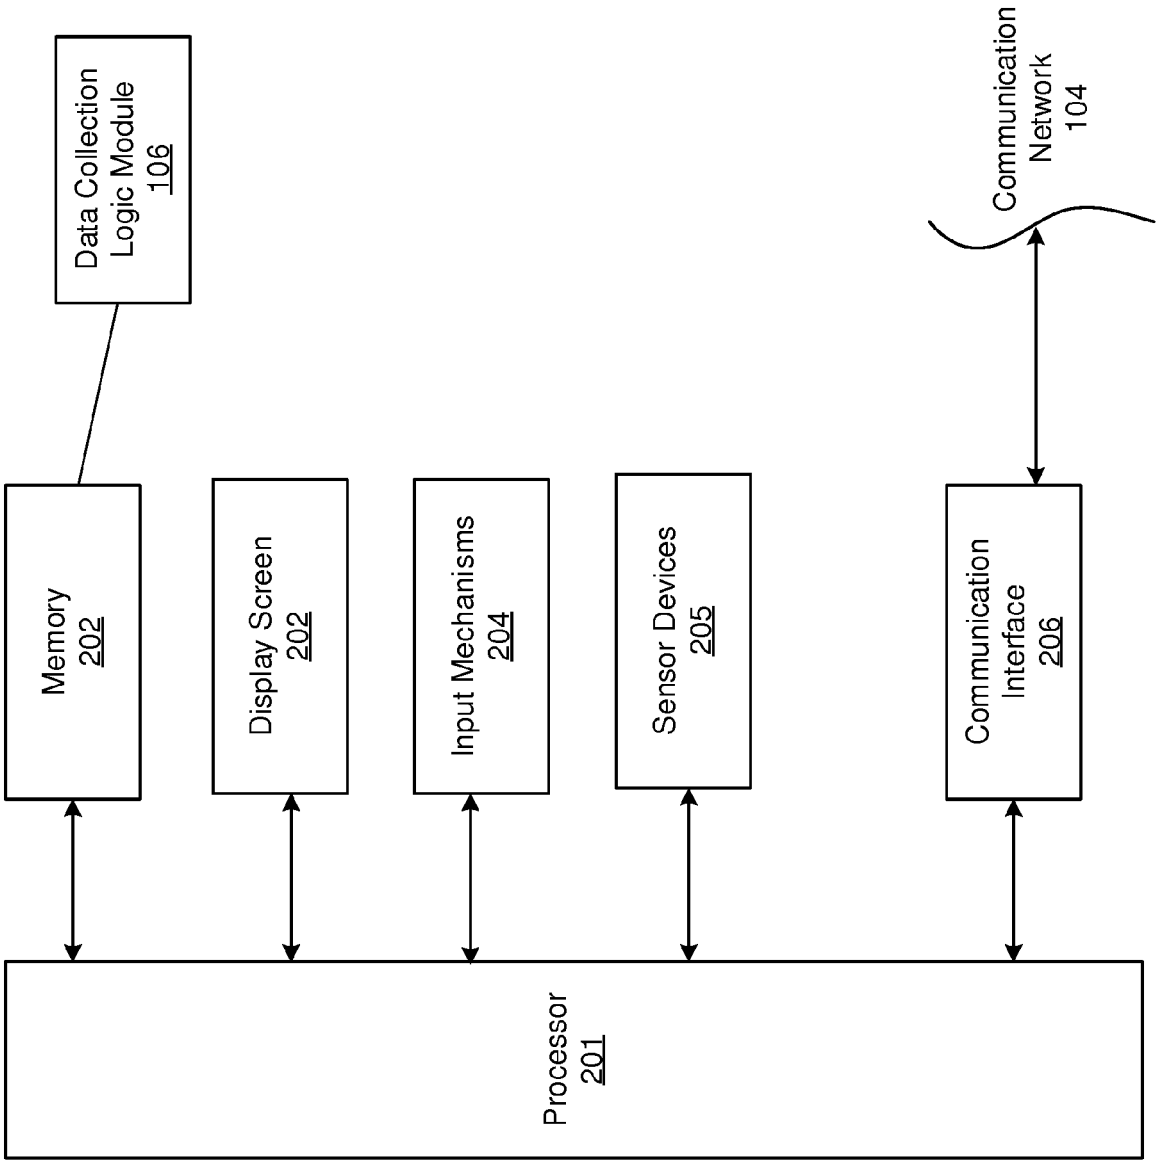 Data Collection
Logic Module
106
Memory
202
Display Screen
202
Input Mechanisms
204
Sensor Devices
205
Communication
Interface
206
Communication
Network
104
Processor
201